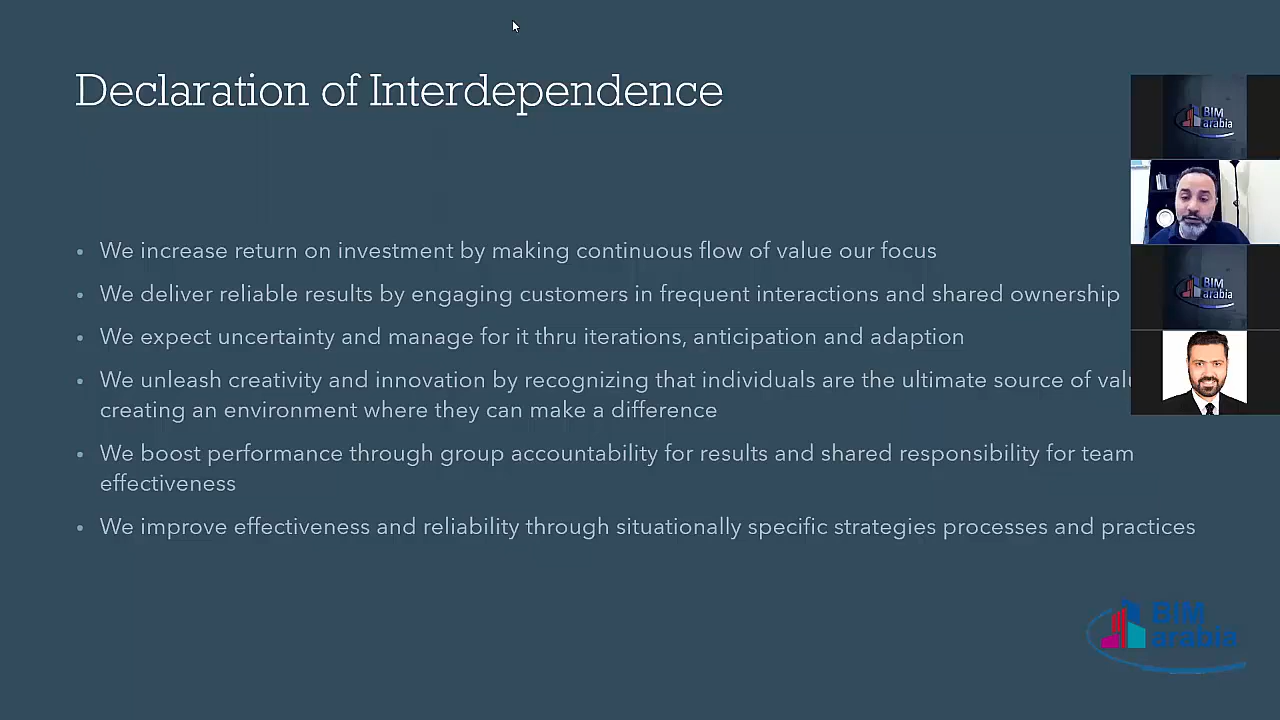 Declaration of Interdependence
BIM
arabia
• We increase return on investment by making continuous flow of value our focus
• We deliver reliable results by engaging customers in frequent interactions and shared ownership
BIM
arabia
• We expect uncertainty and manage for it thru iterations, anticipation and adaption
• We unleash creativity and innovation by recognizing that individuals are the ultimate source of
creating an environment where they can make a difference
• We boost performance through group accountability for results and shared responsibility for team
effectiveness
• We improve effectiveness and reliability through situationally specific strategies processes and practices
BIM
arabia